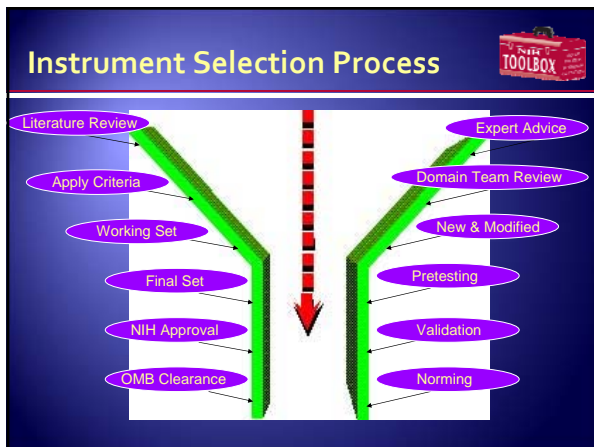 Instrument Selection Process
NIH
TOOLBOX
Literature Review
Expert Advice
Apply Criteria
Domain Team Review
Working Set
New & Modified
Final Set
Pretesting
NIH Approval
Validation
OMB Clearance
Norming